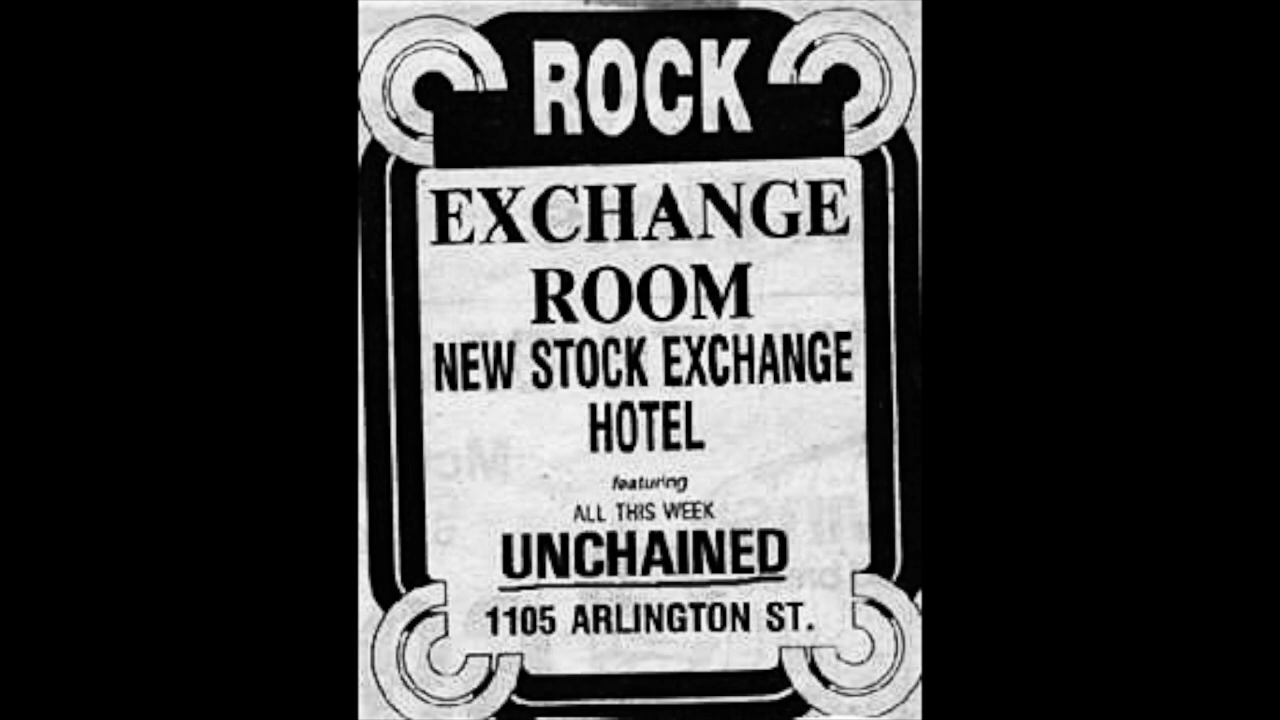 ROCK
EXCHANGE
ROOM
NEW STOCK EXCHANGE
HOTEL
featuring
ALL THIS WEEK
UNCHAINED
1105 ARLINGTON ST.